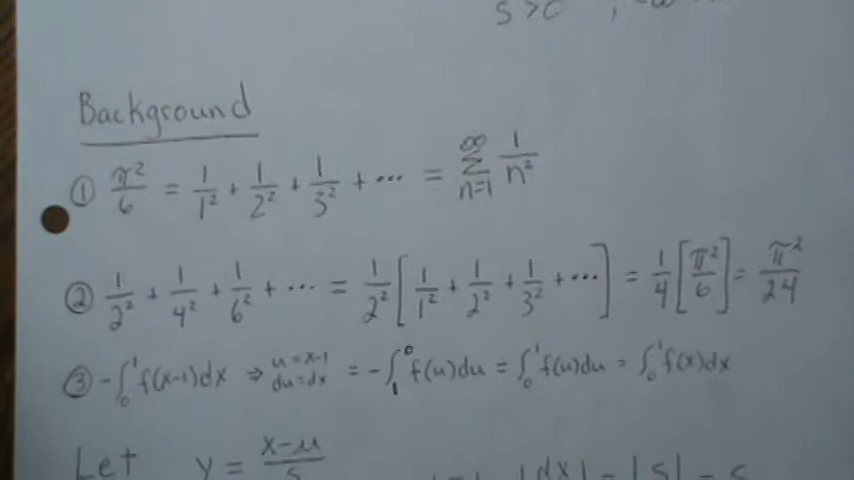 s > 0 , -∞
Background
① π²/6 = 1/1² + 1/2² + 1/3² + ··· = ∑_{n=1}^{∞} 1/n²
② 1/2² + 1/4² + 1/6² + ··· = 1/2² [1/1² + 1/2² + 1/3² + ···] = 1/4 [π²/6] = π²/24
③ -∫₀¹ f(x-1)dx ⇒ u = x-1 du = dx = -∫₁⁰ f(u)du = ∫₀¹ f(u)du = ∫₀¹ f(x)dx
Let y = (x-μ)/s |dx| = |s| = s